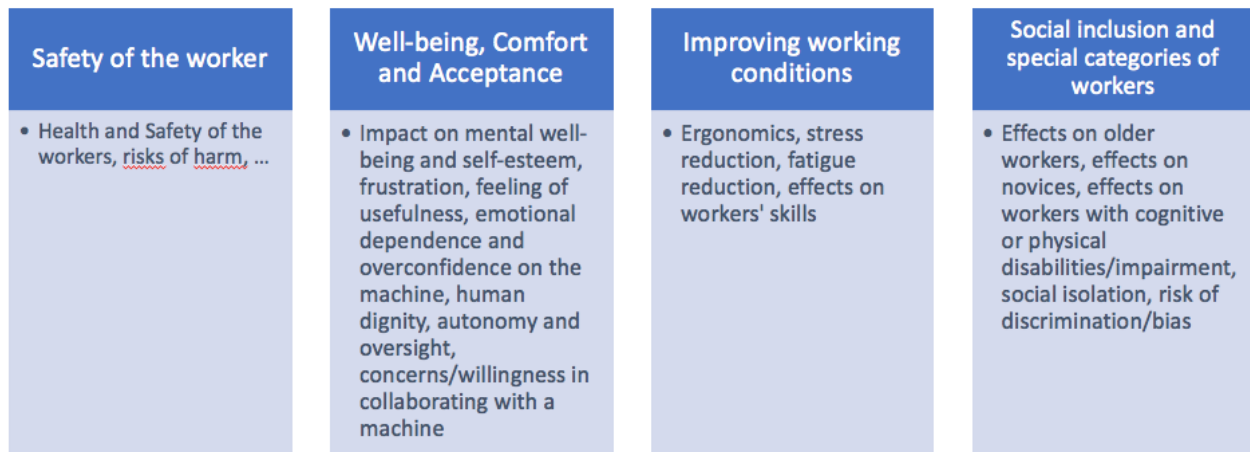 Safety of the worker
• Health and Safety of the
workers, risks of harm, ...
Well-being, Comfort
and Acceptance
• Impact on mental well-
being and self-esteem,
frustration, feeling of
usefulness, emotional
dependence and
overconfidence on the
machine, human
dignity, autonomy and
oversight,
concerns/willingness in
collaborating with a
machine
Improving working
conditions
• Ergonomics, stress
reduction, fatigue
reduction, effects on
workers' skills
Social inclusion and
special categories of
workers
• Effects on older
workers, effects on
novices, effects on
workers with cognitive
or physical
disabilities/impairment,
social isolation, risk of
discrimination/bias